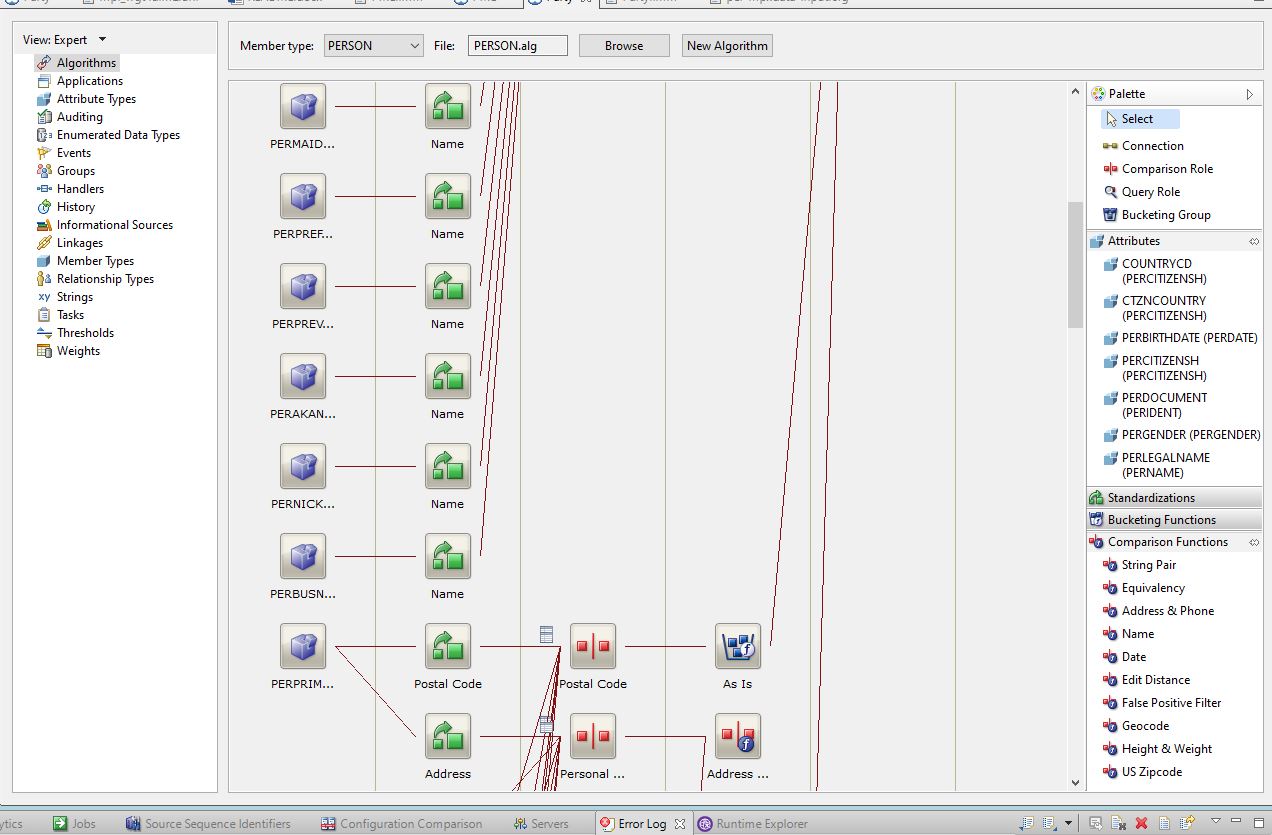 View: Expert
Algorithms
Applications
Attribute Types
Auditing
Enumerated Data Types
Events
Groups
Handlers
History
Informational Sources
Linkages
Member Types
Relationship Types
Strings
Tasks
Thresholds
Weights
Member type: PERSON File: PERSON.alg Browse New Algorithm
PERMAID... Name
PERPREF... Name
PERPREV... Name
PERAKAN... Name
PERNICK... Name
PERBUSN... Name
PERPRIM... Postal Code Postal Code As Is
Address Personal ... Address ...
Palette
Select
Connection
Comparison Role
Query Role
Bucketing Group
Attributes
COUNTRYCD
(PERCITIZENSH)
CTZNCOUNTRY
(PERCITIZENSH)
PERBIRTHDATE (PERDATE)
PERCITIZENSH
(PERCITIZENSH)
PERDOCUMENT
(PERIDENT)
PERGENDER (PERGENDER)
PERLEGALNAME
(PERNAME)
Standardizations
Bucketing Functions
Comparison Functions
String Pair
Equivalency
Address & Phone
Name
Date
Edit Distance
False Positive Filter
Geocode
Height & Weight
US Zipcode
ytics Jobs Source Sequence Identifiers Configuration Comparison Servers Error Log Runtime Explorer